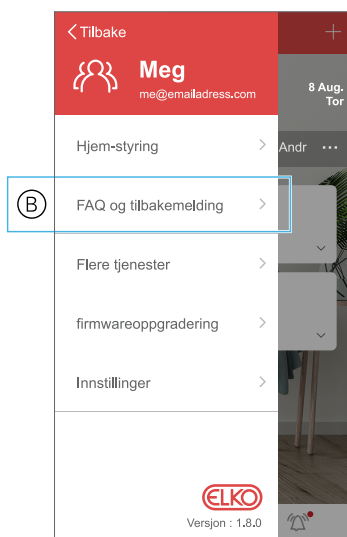 Tilbake
Meg
me@emailadress.com
8 Aug.
Tor
Hjem-styring
Andr
B
FAQ og tilbakemelding
Flere tjenester
firmwareoppgradering
Innstillinger
ELKO
Versjon : 1.8.0